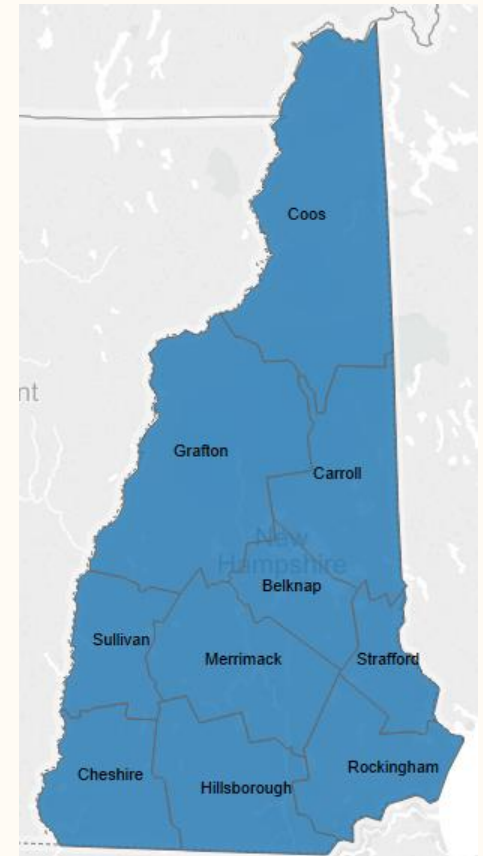 Coos
nt
Grafton
Carroll
New
Hampshire
Belknap
Sullivan
Merrimack
Strafford
Cheshire
Hillsborough
Rockingham